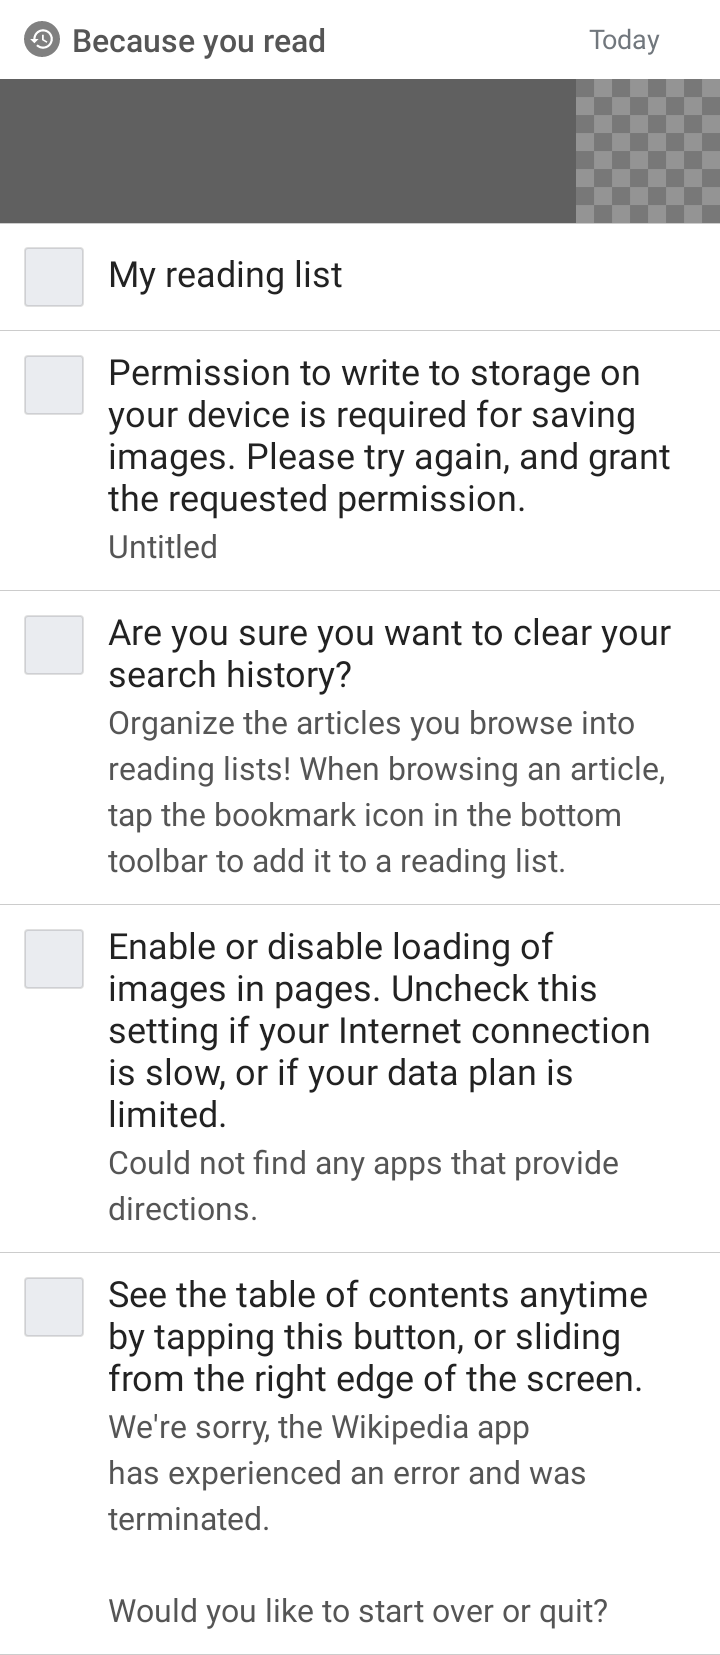 Because you read
Today
My reading list
Permission to write to storage on
your device is required for saving
images. Please try again, and grant
the requested permission.
Untitled
Are you sure you want to clear your
search history?
Organize the articles you browse into
reading lists! When browsing an article,
tap the bookmark icon in the bottom
toolbar to add it to a reading list.
Enable or disable loading of
images in pages. Uncheck this
setting if your Internet connection
is slow, or if your data plan is
limited.
Could not find any apps that provide
directions.
See the table of contents anytime
by tapping this button, or sliding
from the right edge of the screen.
We're sorry, the Wikipedia app
has experienced an error and was
terminated.
Would you like to start over or quit?